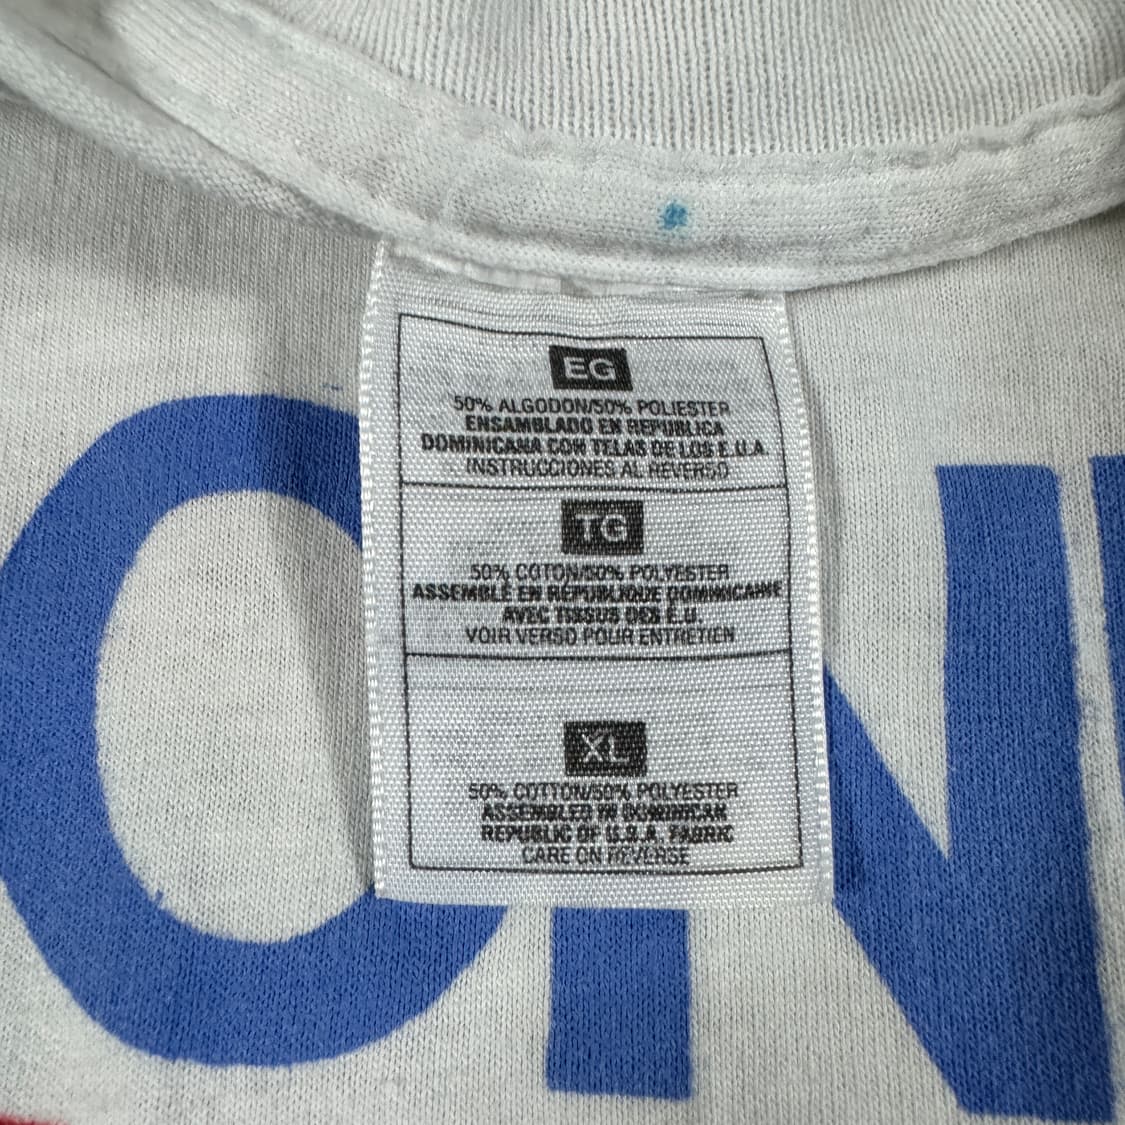 EG
50% ALGODON/50% POLIESTER
ENSAMBLADO EN REPUBLICA
DOMINICANA CON TELAS DE LOS E.U.A
INSTRUCCIONES AL REVERSO
TG
50% COTON/50% POLYESTER
ASSEMBLÉ EN RÉPUBLIQUE DOMINICAINE
AVEC TISSUS DES E.U.
VOIR VERSO POUR ENTRETIEN
XL
50% COTTON/50% POLYESTER
ASSEMBLED IN DOMINICAN
REPUBLIC OF U.S.A. FABRIC
CARE ON REVERSE